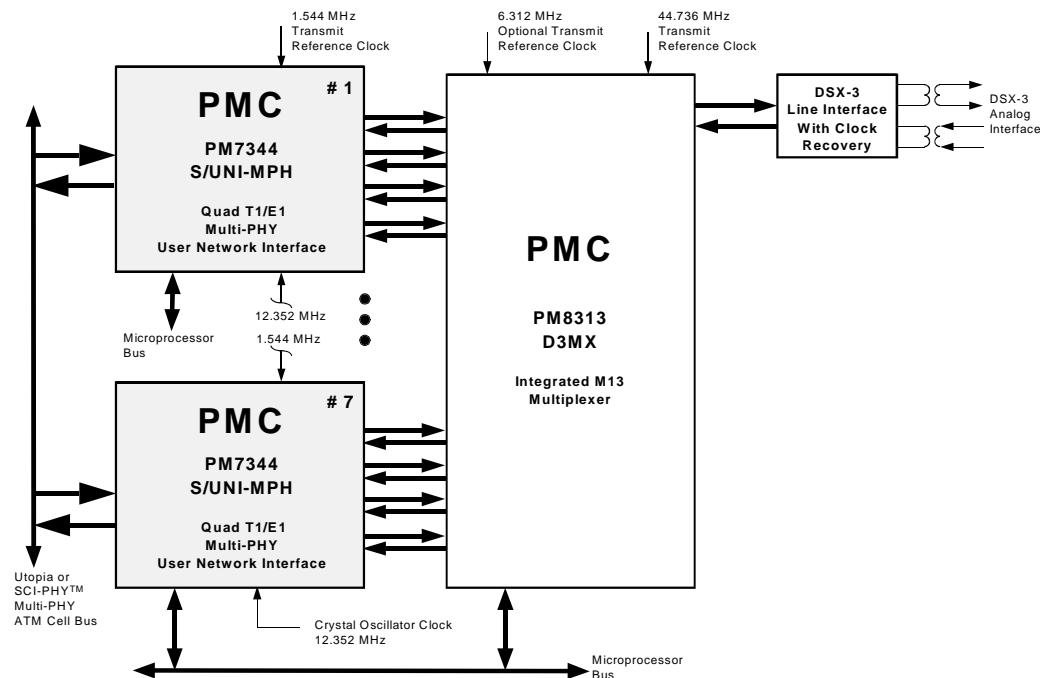 1.544 MHz
Transmit
Reference Clock
6.312 MHz
Optional Transmit
Reference Clock
44.736 MHz
Transmit
Reference Clock
# 1
PMC
PM7344
S/UNI-MPH
Quad T1/E1
Multi-PHY
User Network Interface
DSX-3
Line Interface
With Clock
Recovery
DSX-3
Analog
Interface
PMC
PM8313
D3MX
Integrated M13
Multiplexer
12.352 MHz
1.544 MHz
Microprocessor
Bus
# 7
PMC
PM7344
S/UNI-MPH
Quad T1/E1
Multi-PHY
User Network Interface
Utopia or
SCI-PHY™
Multi-PHY
ATM Cell Bus
Crystal Oscillator Clock
12.352 MHz
Microprocessor
Bus